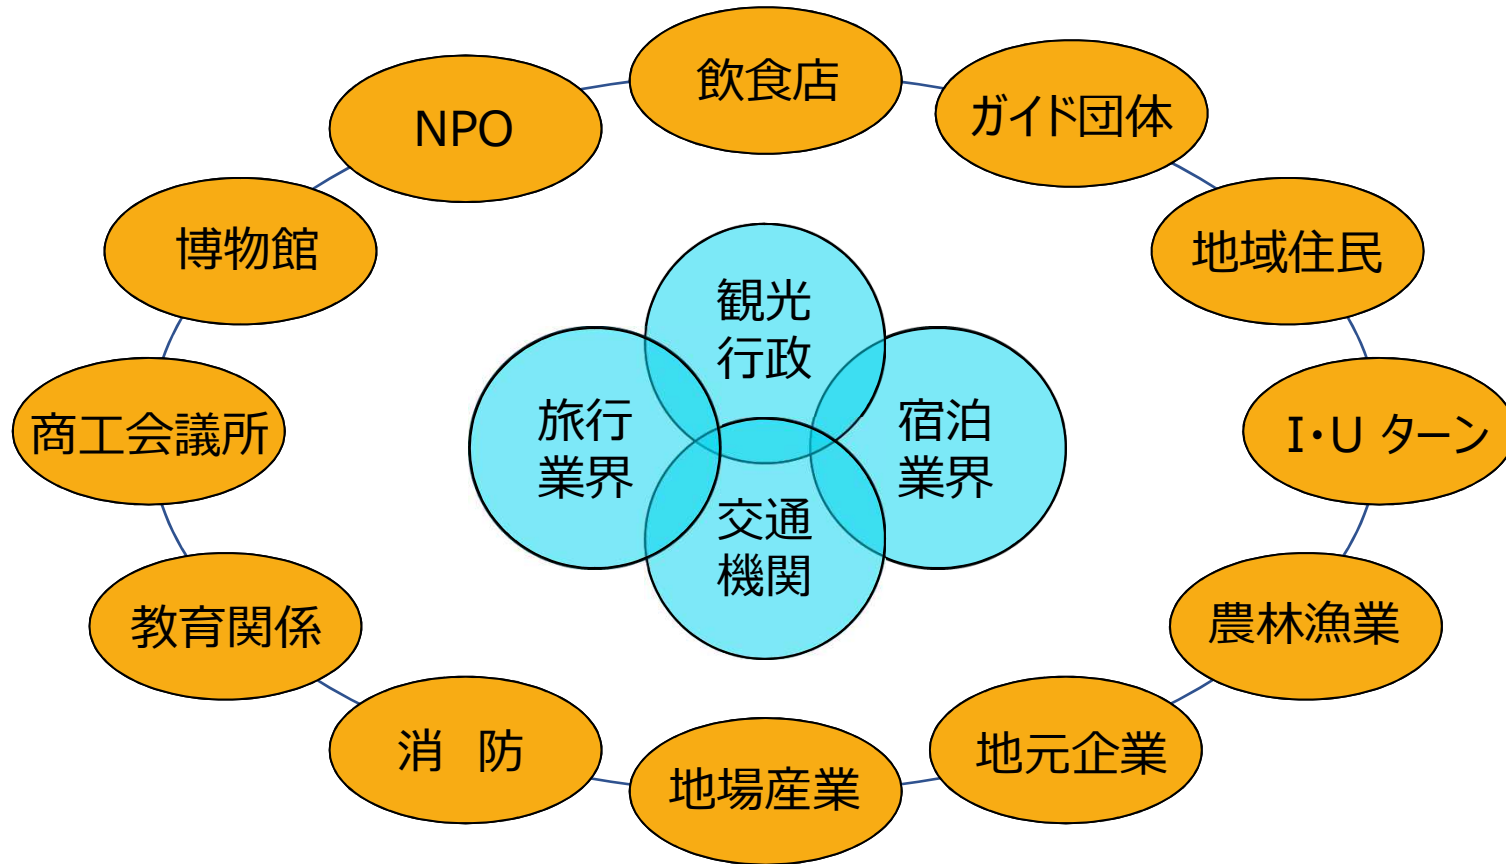 飲食店
ガイド団体
NPO
地域住民
博物館
観光
行政
旅行
業界
宿泊
業界
商工会議所
I・U ターン
交通
機関
教育関係
農林漁業
消　防
地元企業
地場産業